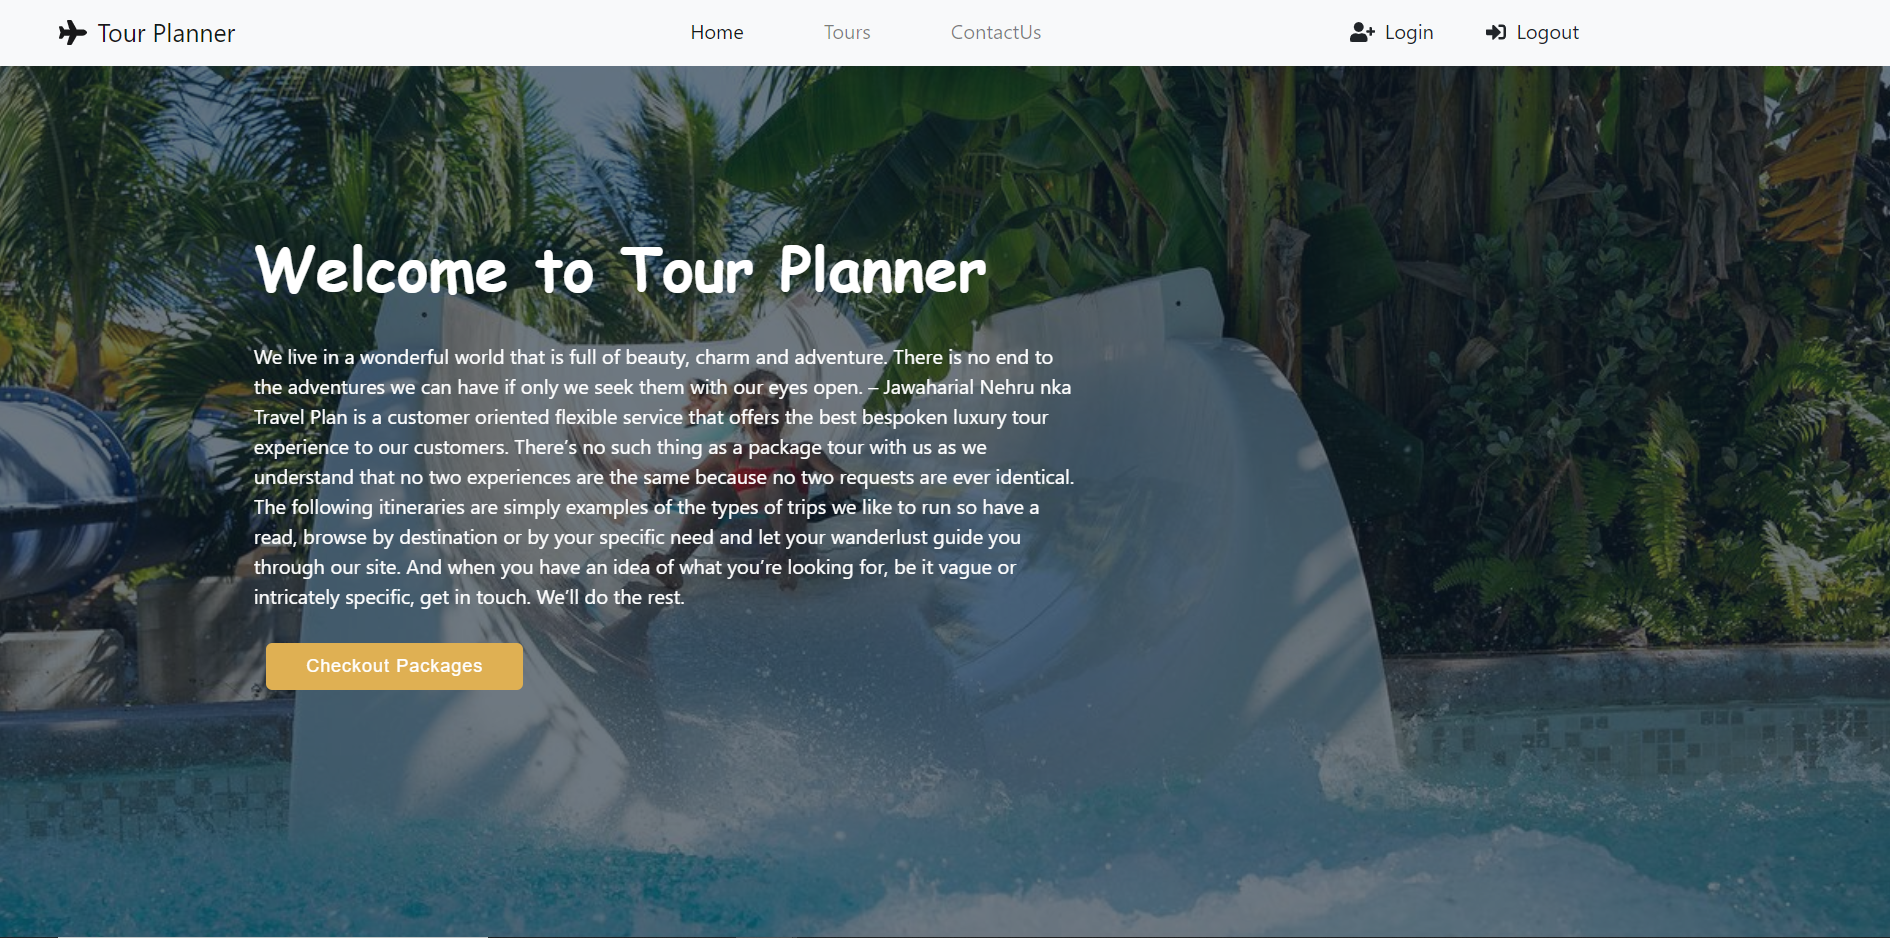 Tour Planner
Home
Tours
ContactUs
Login
Logout
Welcome to Tour Planner
We live in a wonderful world that is full of beauty, charm and adventure. There is no end to
the adventures we can have if only we seek them with our eyes open. – Jawaharial Nehru nka
Travel Plan is a customer oriented flexible service that offers the best bespoken luxury tour
experience to our customers. There’s no such thing as a package tour with us as we
understand that no two experiences are the same because no two requests are ever identical.
The following itineraries are simply examples of the types of trips we like to run so have a
read, browse by destination or by your specific need and let your wanderlust guide you
through our site. And when you have an idea of what you’re looking for, be it vague or
intricately specific, get in touch. We’ll do the rest.
Checkout Packages